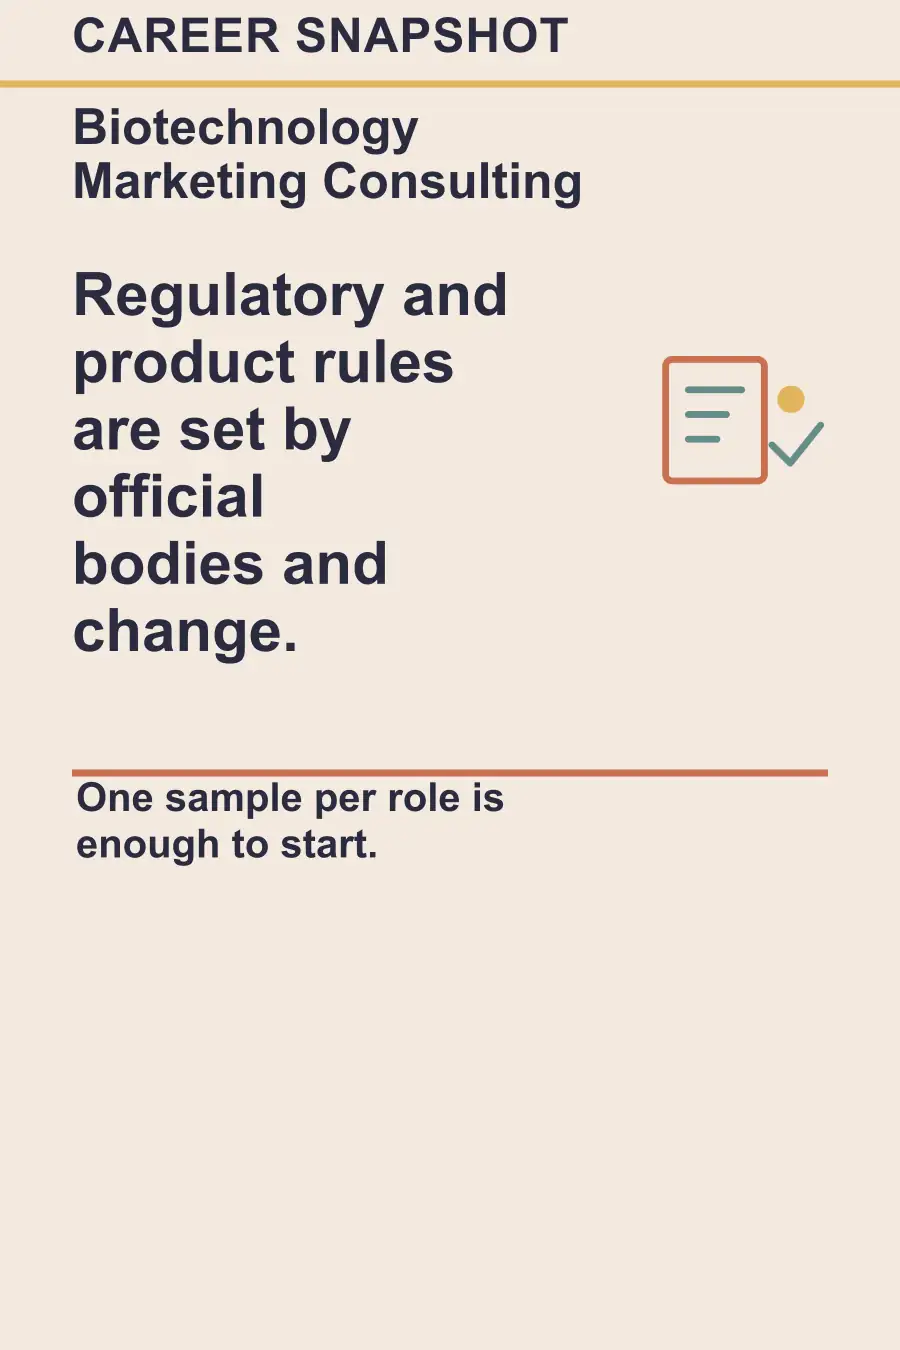 CAREER SNAPSHOT
Biotechnology
Marketing Consulting
Regulatory and
product rules
are set by
official
bodies and
change.
One sample per role is
enough to start.